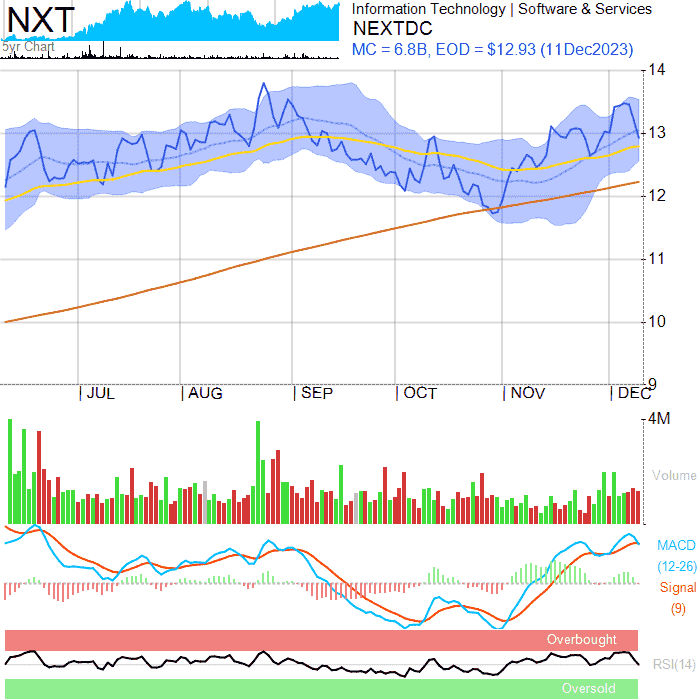 NXT
5yr Chart
Information Technology | Software & Services
NEXTDC
MC = 6.8B, EOD = $12.93 (11Dec2023)
14
13
12
11
10
9
JUL AUG SEP OCT NOV DEC
4M
Volume
MACD
(12-26)
Signal
(9)
Overbought
RSI(14)
Oversold